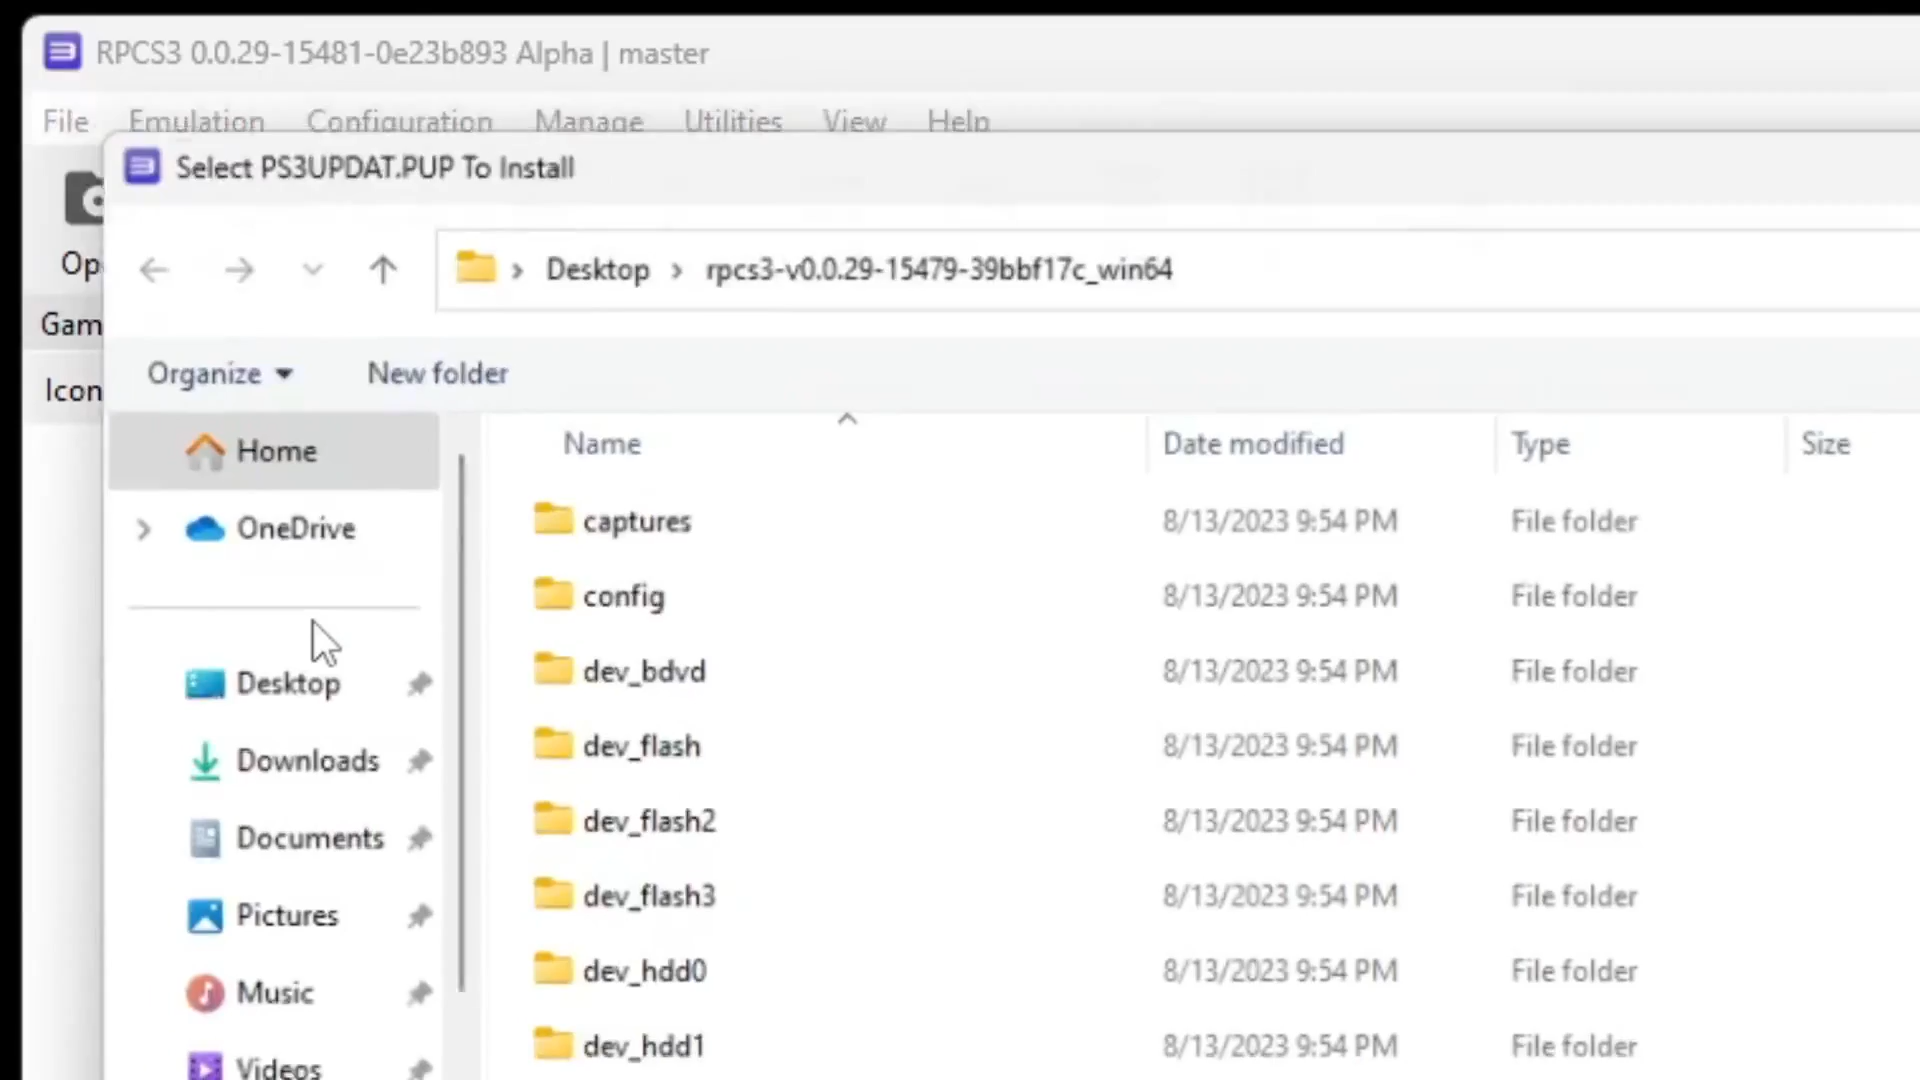 RPCS3 0.0.29-15481-0e23b893 Alpha | master
File Emulation Configuration Manage Utilities View Help
Select PS3UPDAT.PUP To Install
Op
Desktop rpcs3-v0.0.29-15479-39bbf17c_win64
Gam
Organize New folder
Icon
Home
OneDrive
Desktop
Downloads
Documents
Pictures
Music
Videos
Name Date modified Type Size
captures 8/13/2023 9:54 PM File folder
config 8/13/2023 9:54 PM File folder
dev_bdvd 8/13/2023 9:54 PM File folder
dev_flash 8/13/2023 9:54 PM File folder
dev_flash2 8/13/2023 9:54 PM File folder
dev_flash3 8/13/2023 9:54 PM File folder
dev_hdd0 8/13/2023 9:54 PM File folder
dev_hdd1 8/13/2023 9:54 PM File folder